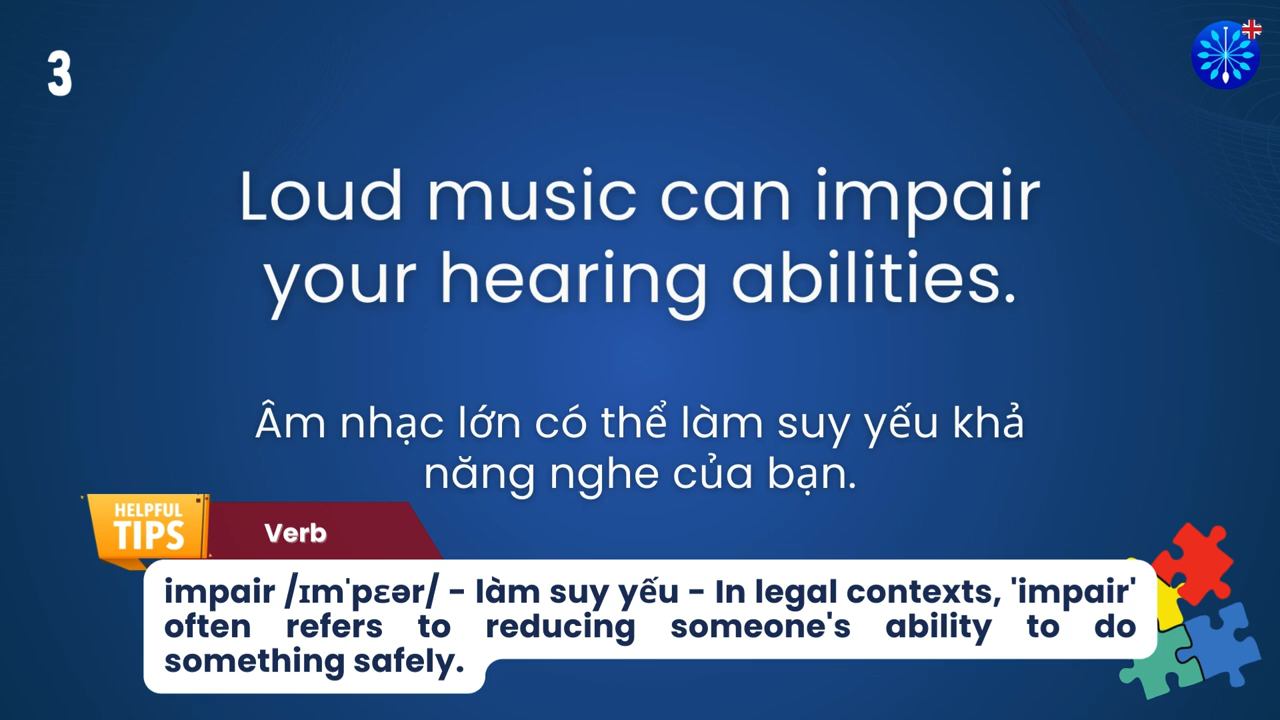 3
Loud music can impair
your hearing abilities.
Âm nhạc lớn có thể làm suy yếu khả
năng nghe của bạn.
HELPFUL
TIPS
Verb
impair /ɪmˈpɛər/ - làm suy yếu - In legal contexts, 'impair'
often refers to reducing someone's ability to do
something safely.